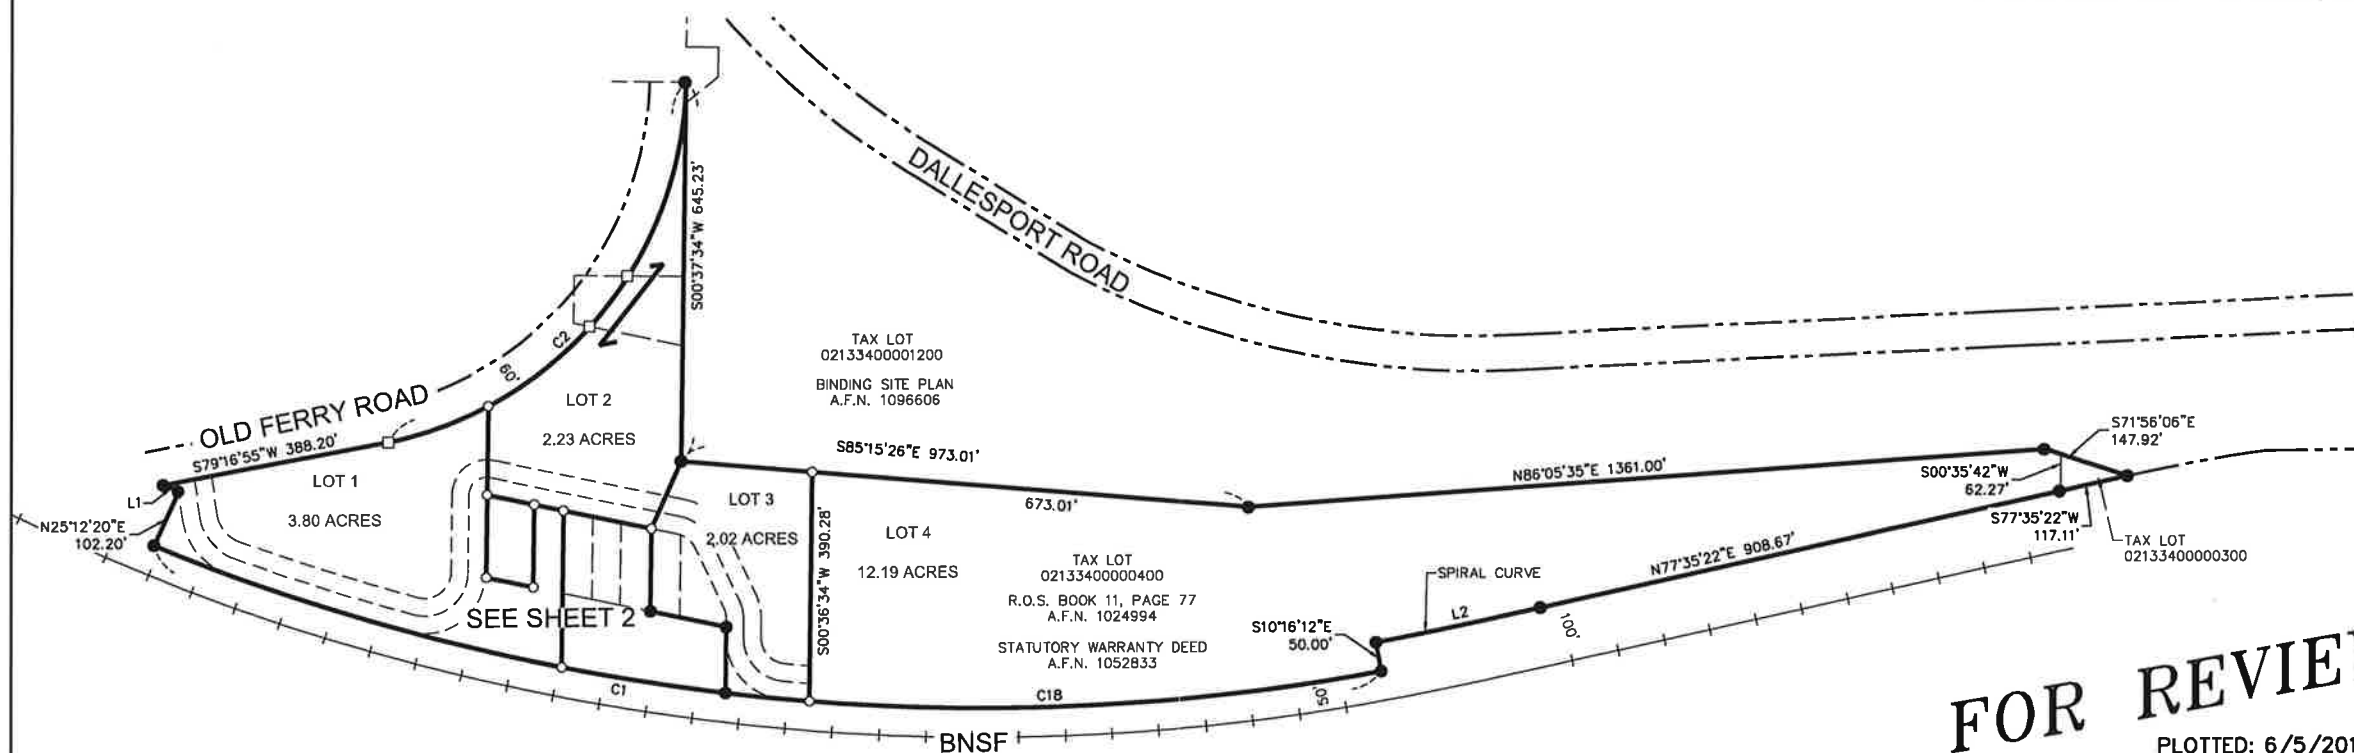 DALLESPORT ROAD
S00°37'34"W 645.23'
TAX LOT
02133400001200
BINDING SITE PLAN
A.F.N. 1096606
C2
60'
OLD FERRY ROAD
S79°16'55"W 388.20'
LOT 2
2.23 ACRES
LOT 1
3.80 ACRES
L1
N25°12'20"E
102.20'
S85°15'26"E 973.01'
673.01'
LOT 3
2.02 ACRES
S00°36'34"W 390.28'
LOT 4
12.19 ACRES
TAX LOT
02133400000400
R.O.S. BOOK 11, PAGE 77
A.F.N. 1024994
STATUTORY WARRANTY DEED
A.F.N. 1052833
SEE SHEET 2
N86°05'35"E 1361.00'
S71°56'06"E
147.92'
S00°35'42"W
62.27'
S77°35'22"W
117.11'
TAX LOT
02133400000300
N77°35'22"E 908.67'
SPIRAL CURVE
L2
S10°16'12"E
50.00'
100'
50'
C1
C18
BNSF
FOR REVIE
PLOTTED: 6/5/201